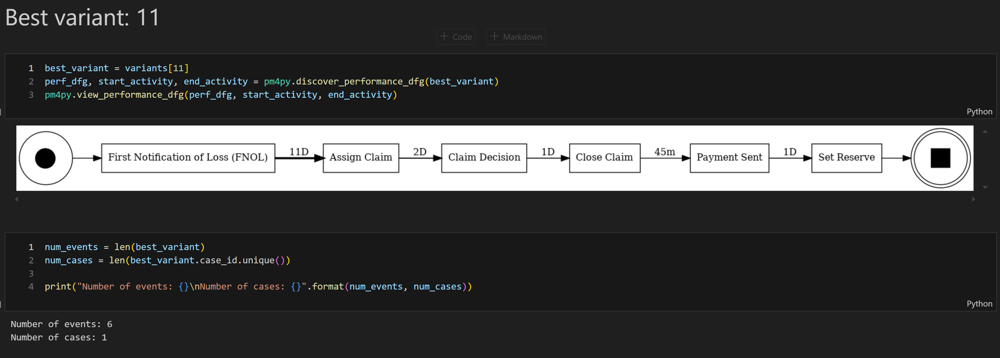 Best variant: 11
+ Code + Markdown
1 best_variant = variants[11]
2 perf_dfg, start_activity, end_activity = pm4py.discover_performance_dfg(best_variant)
3 pm4py.view_performance_dfg(perf_dfg, start_activity, end_activity)
Python
First Notification of Loss (FNOL) 11D Assign Claim 2D Claim Decision 1D Close Claim 45m Payment Sent 1D Set Reserve
1 num_events = len(best_variant)
2 num_cases = len(best_variant.case_id.unique())
3
4 print("Number of events: {}\nNumber of cases: {}".format(num_events, num_cases))
Python
Number of events: 6
Number of cases: 1